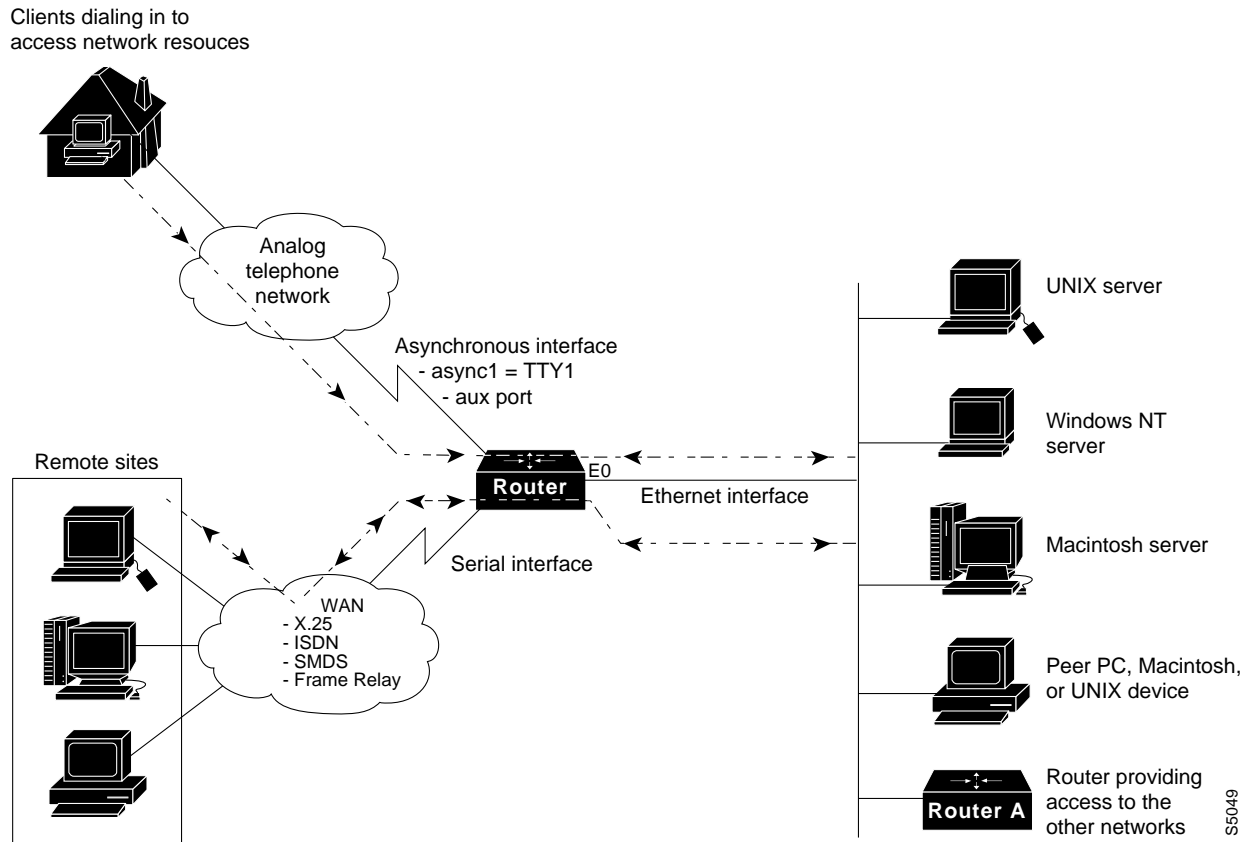 Clients dialing in to
access network resouces
Analog
telephone
network
Asynchronous interface
- async1 = TTY1
- aux port
Remote sites
Router
E0
Ethernet interface
Serial interface
WAN
- X.25
- ISDN
- SMDS
- Frame Relay
UNIX server
Windows NT
server
Macintosh server
Peer PC, Macintosh,
or UNIX device
Router A
Router providing
access to the
other networks
S5049